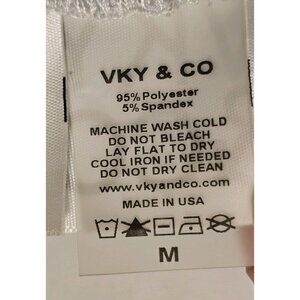 VKY & CO
95% Polyester
5% Spandex
MACHINE WASH COLD
DO NOT BLEACH
LAY FLAT TO DRY
COOL IRON IF NEEDED
DO NOT DRY CLEAN
www.vkyandco.com
MADE IN USA
M